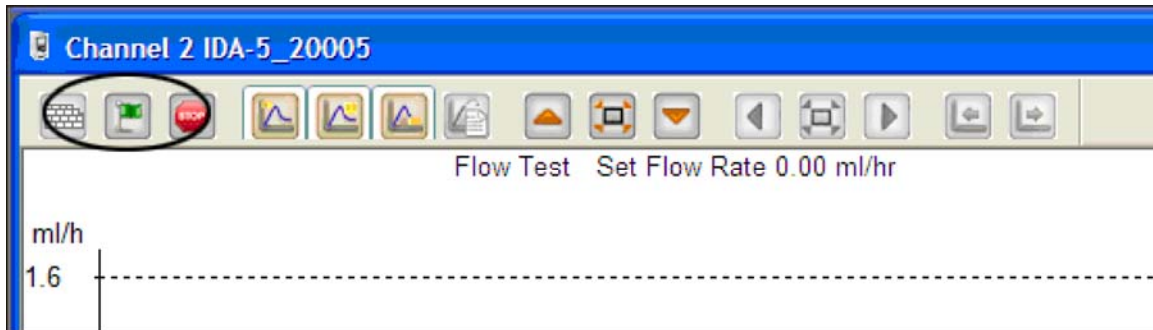 Channel 2 IDA-5_20005
STOP
Flow Test Set Flow Rate 0.00 ml/hr
ml/h
1.6